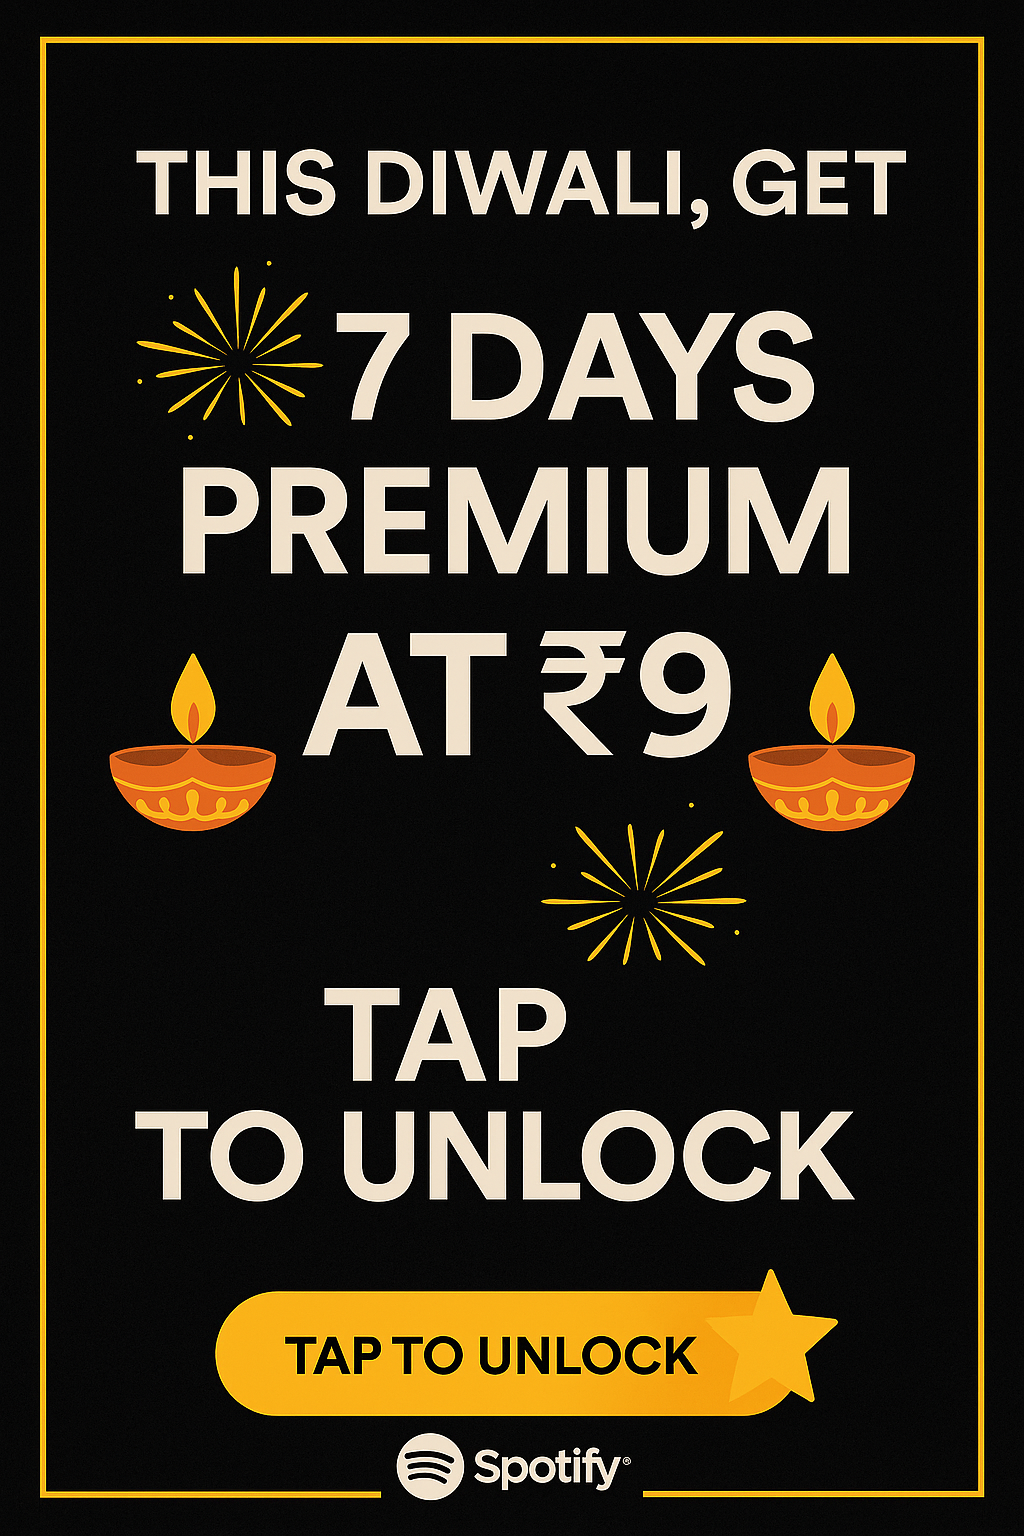 THIS DIWALI, GET
7 DAYS
PREMIUM
AT ₹9
TAP
TO UNLOCK
TAP TO UNLOCK
Spotify®